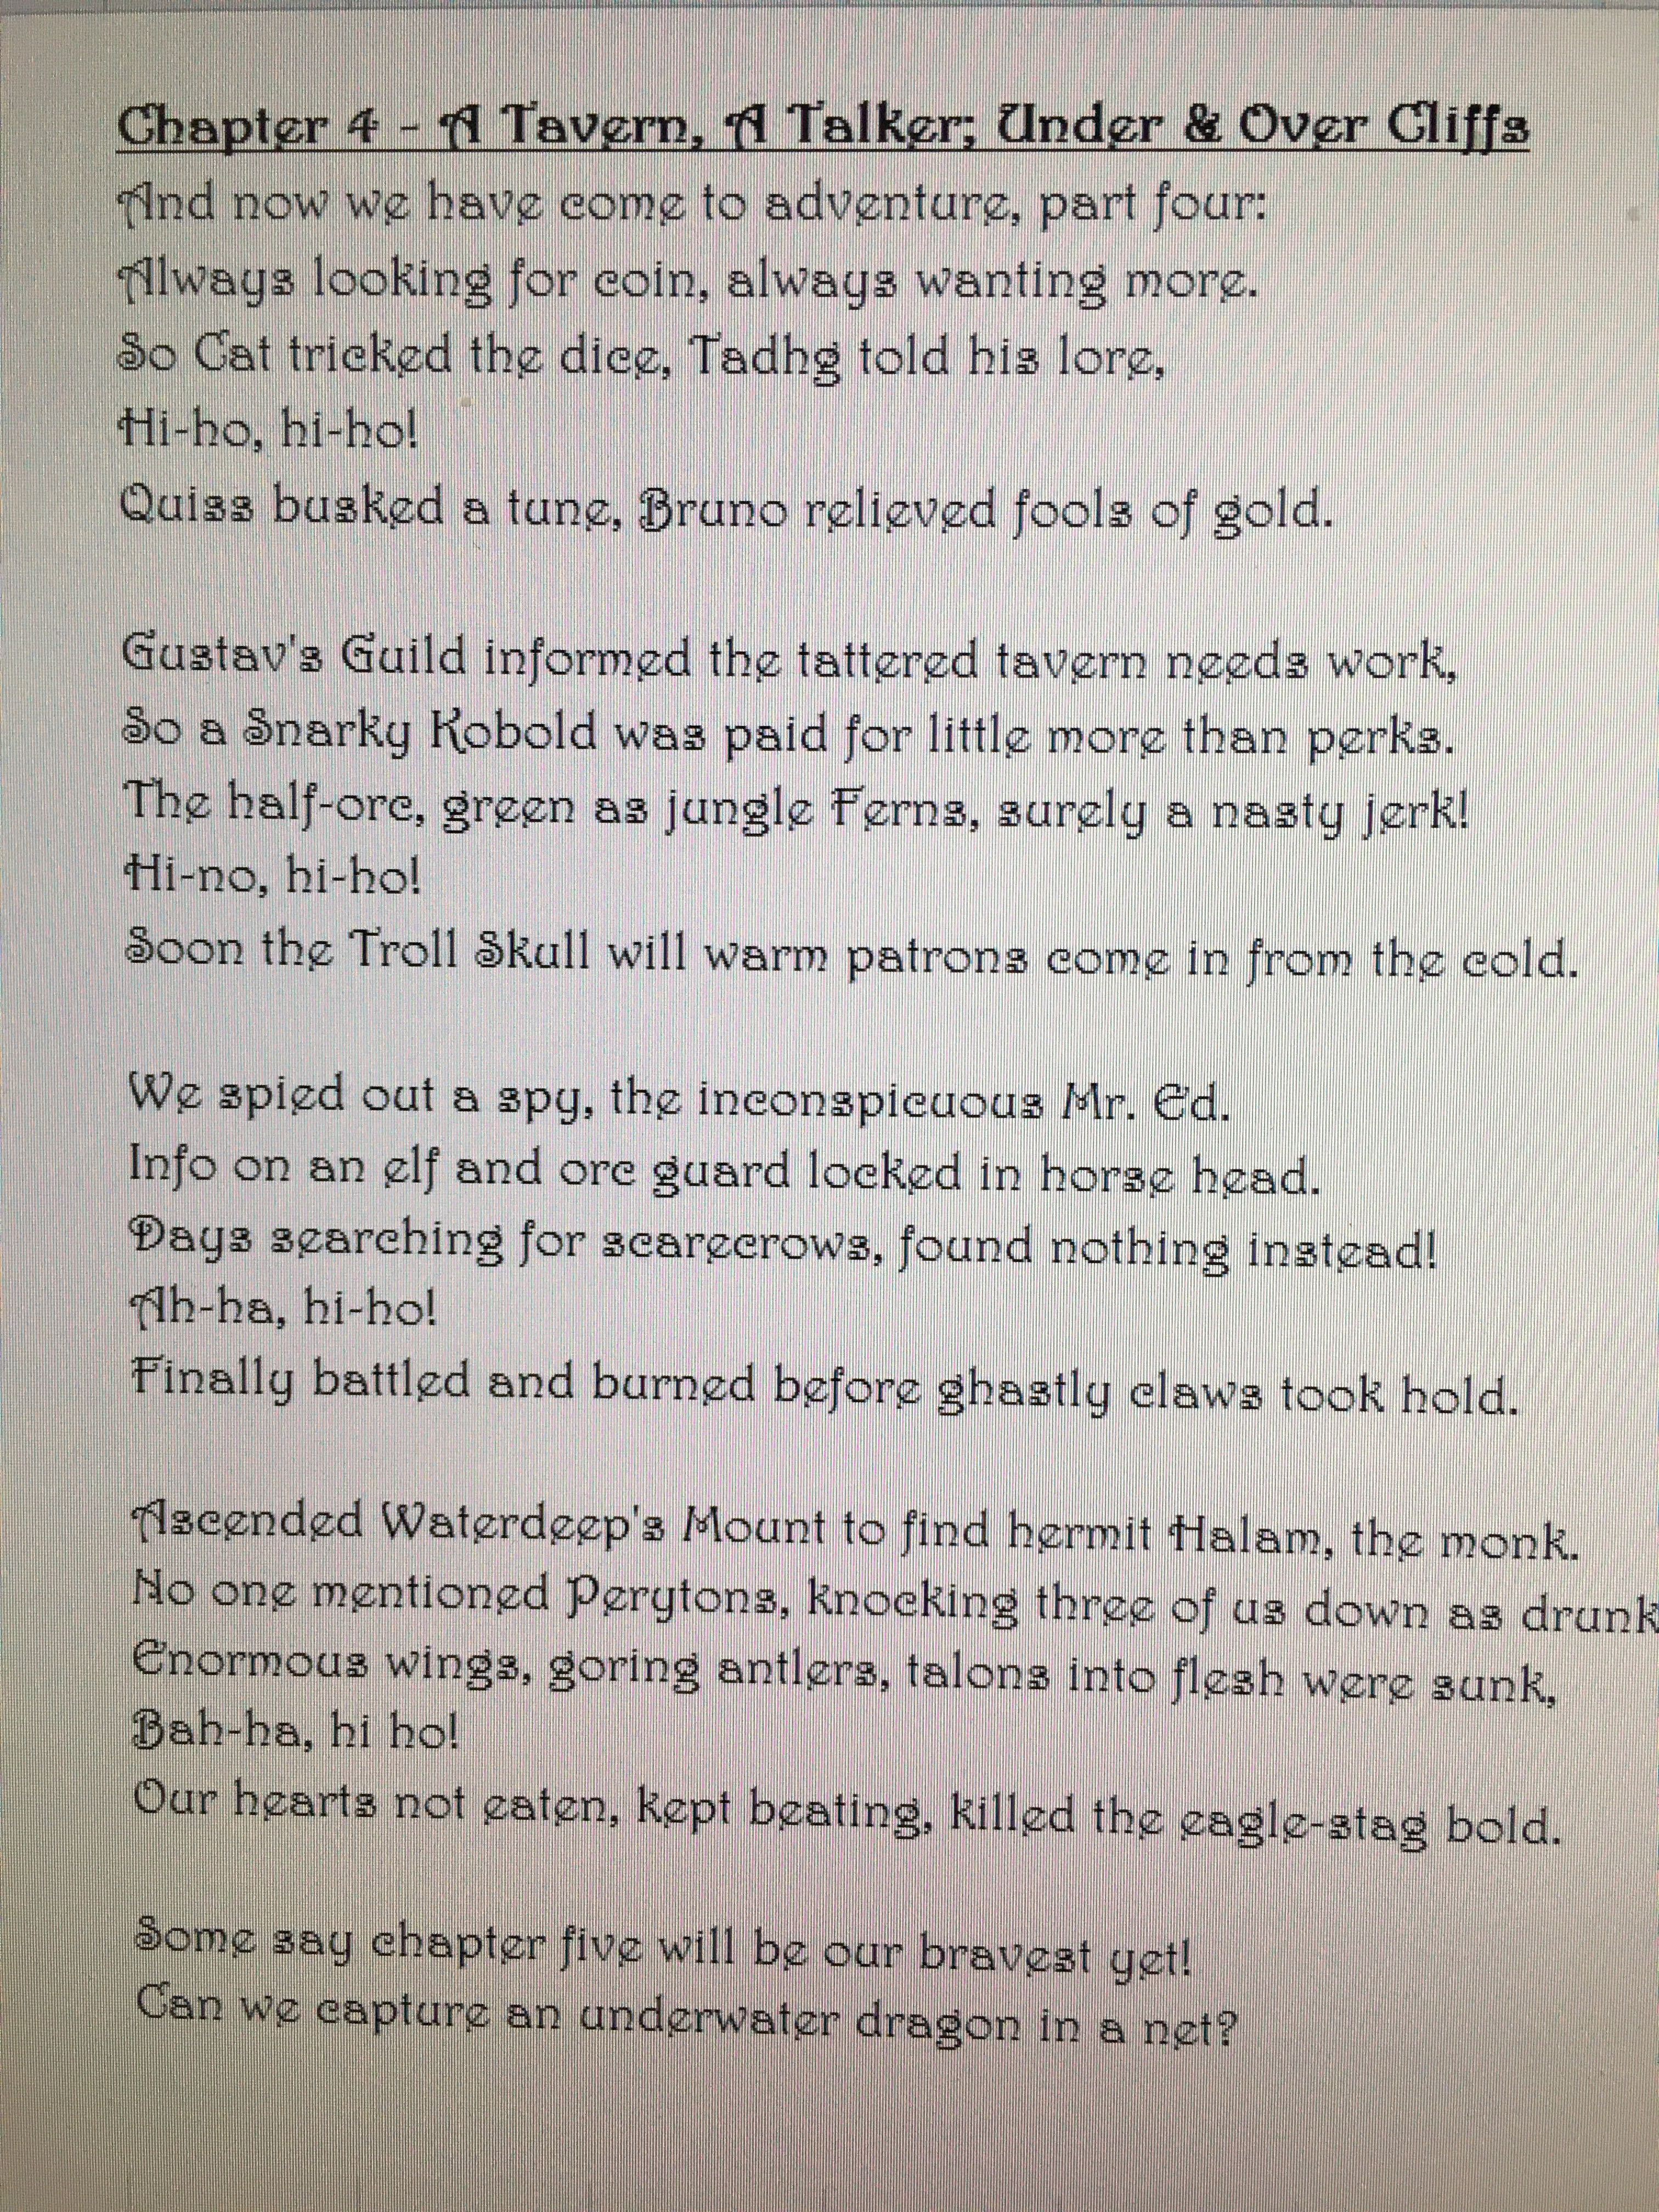 Chapter 4 - A Tavern, A Talker; Under & Over Cliffs
And now we have come to adventure, part four:
Always looking for coin, always wanting more.
So Cat tricked the dice, Tadhg told his lore,
Hi-ho, hi-ho!
Quiss busked a tune, Bruno relieved fools of gold.
Gustav's Guild informed the tattered tavern needs work,
So a Snarky Kobold was paid for little more than perks.
The half-orc, green as jungle Ferns, surely a nasty jerk!
Hi-no, hi-ho!
Soon the Troll Skull will warm patrons come in from the cold.
We spied out a spy, the inconspicuous Mr. Ed.
Info on an elf and orc guard locked in horse head.
Days searching for scarecrows, found nothing instead!
Ah-ha, hi-ho!
Finally battled and burned before ghastly claws took hold.
Ascended Waterdeep's Mount to find hermit Halam, the monk.
No one mentioned Perytons, knocking three of us down as drunk
Enormous wings, goring antlers, talons into flesh were sunk,
Bah-ha, hi ho!
Our hearts not eaten, kept beating, killed the eagle-stag bold.
Some say chapter five will be our bravest yet!
Can we capture an underwater dragon in a net?